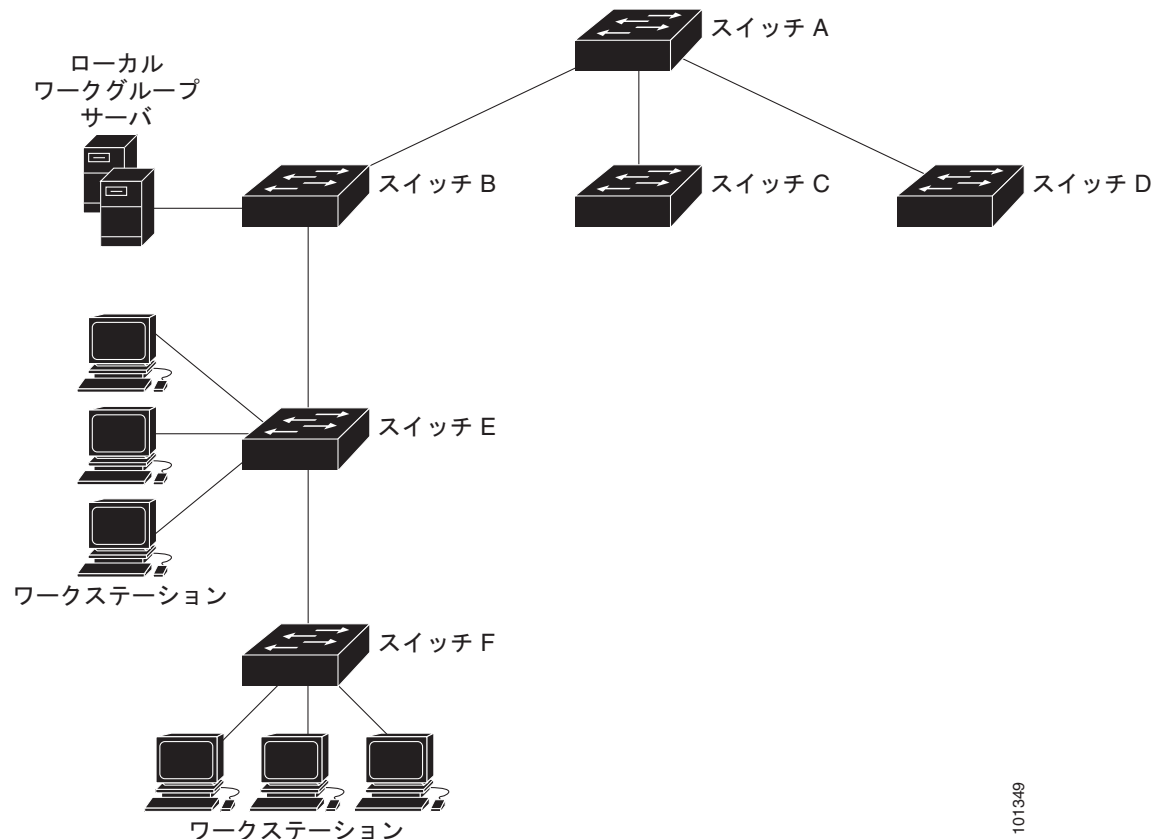 スイッチ A
ローカル
ワークグループ
サーバ
スイッチ B
スイッチ C
スイッチ D
スイッチ E
ワークステーション
スイッチ F
ワークステーション
101349